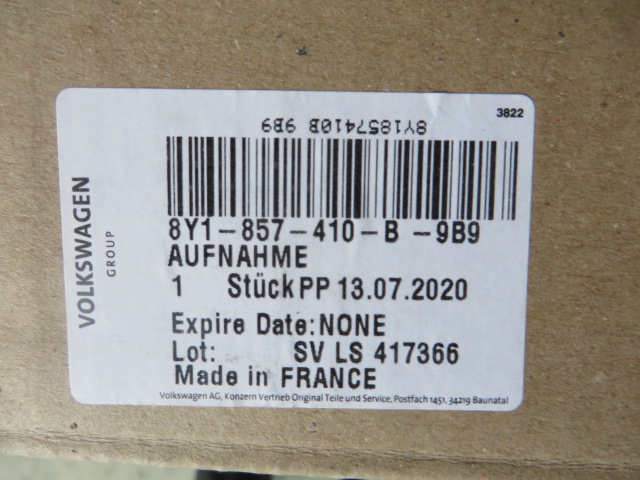 3822
8Y1857410B 9B9
VOLKSWAGEN
GROUP
8Y1-857-410-B -9B9
AUFNAHME
1 Stück PP 13.07.2020
Expire Date: NONE
Lot: SV LS 417366
Made in FRANCE
Volkswagen AG, Konzern Vertrieb Original Teile und Service, Postfach 1451, 34219 Baunatal